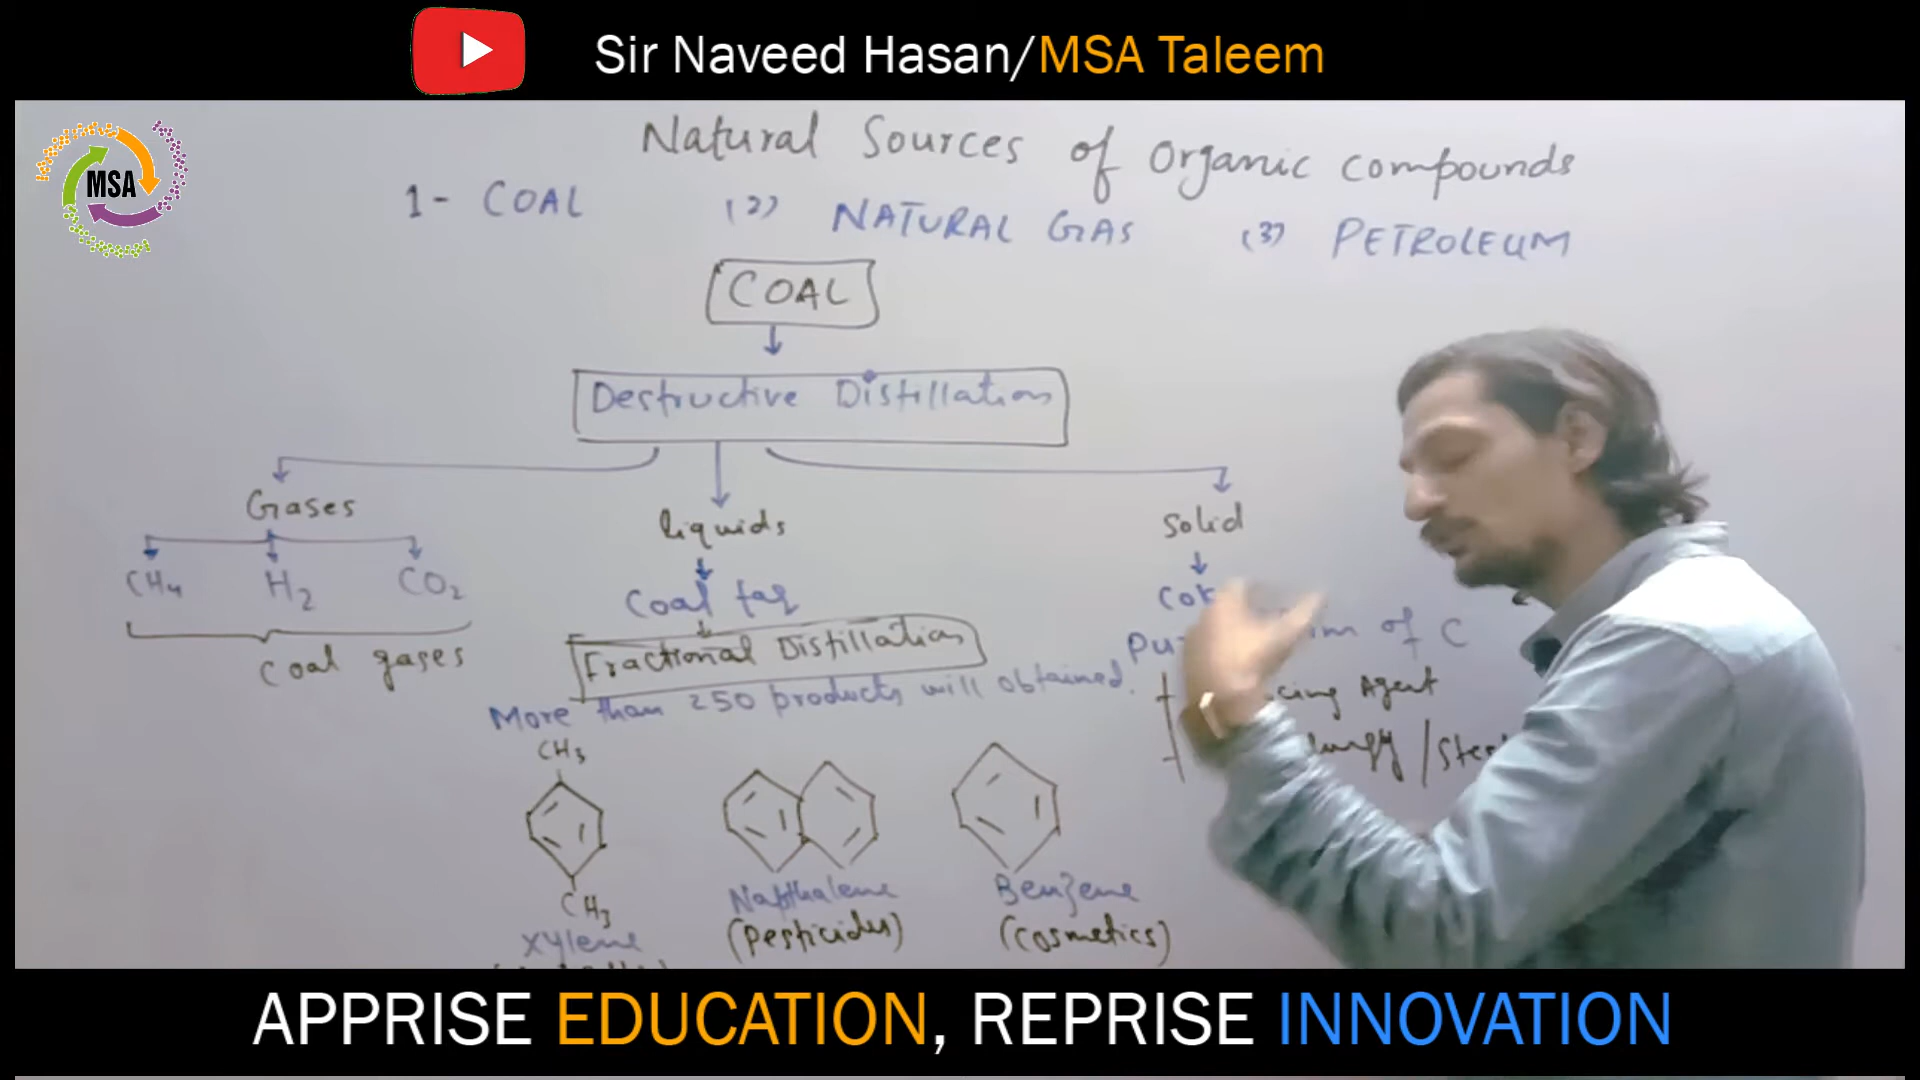 Sir Naveed Hasan/MSA Taleem
MSA
Natural Sources of Organic compounds
1- COAL (2) NATURAL GAS (3) PETROLEUM
COAL
Destructive Distillation
Gases liquids Solid
CH4 H2 CO2 Coal tar
coal gases Fractional Distillation of C
More than 250 products will obtained. Agent
CH3
CH3
xylene Napthalene Benzene
(Pesticides) (Cosmetics)
APPRISE EDUCATION, REPRISE INNOVATION